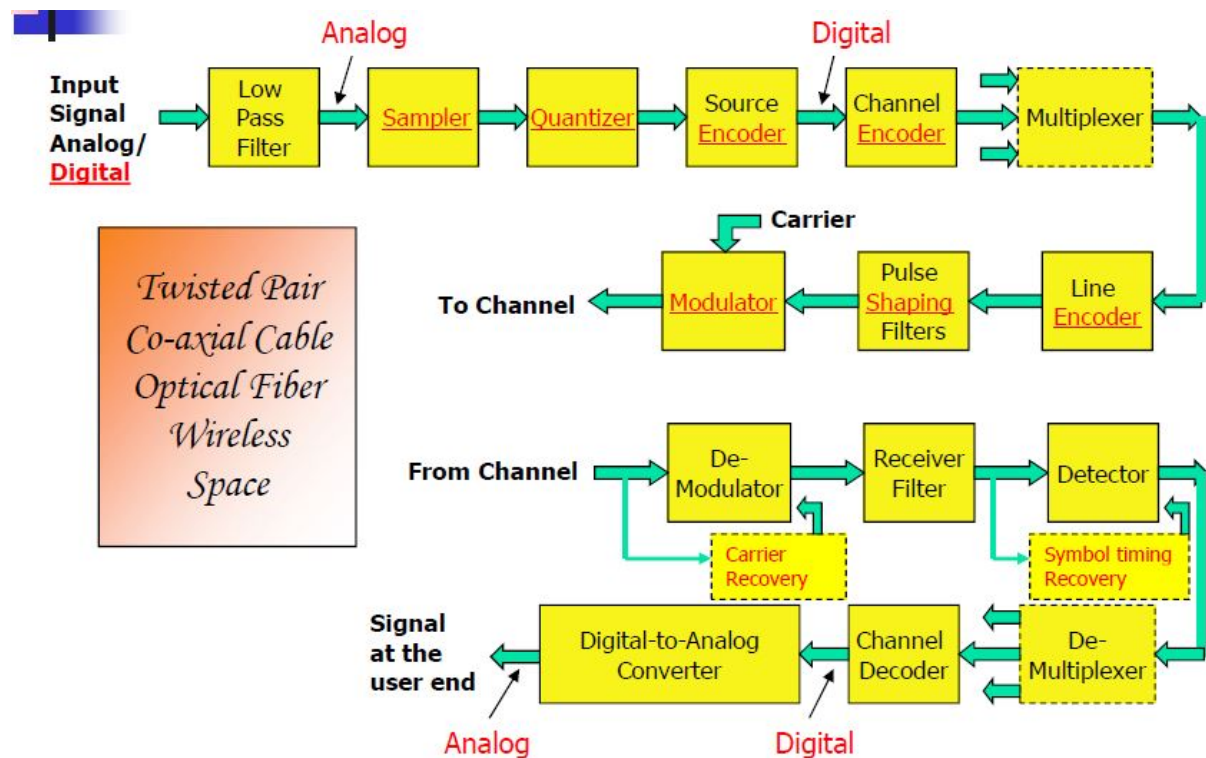 Analog
Digital
Input
Signal
Analog/
Digital
Low
Pass
Filter
Sampler
Quantizer
Source
Encoder
Channel
Encoder
Multiplexer
Carrier
To Channel
Modulator
Pulse
Shaping
Filters
Line
Encoder
Twisted Pair
Co-axial Cable
Optical Fiber
Wireless
Space
From Channel
De-
Modulator
Receiver
Filter
Detector
Carrier
Recovery
Symbol timing
Recovery
Signal
at the
user end
Digital-to-Analog
Converter
Channel
Decoder
De-
Multiplexer
Analog
Digital